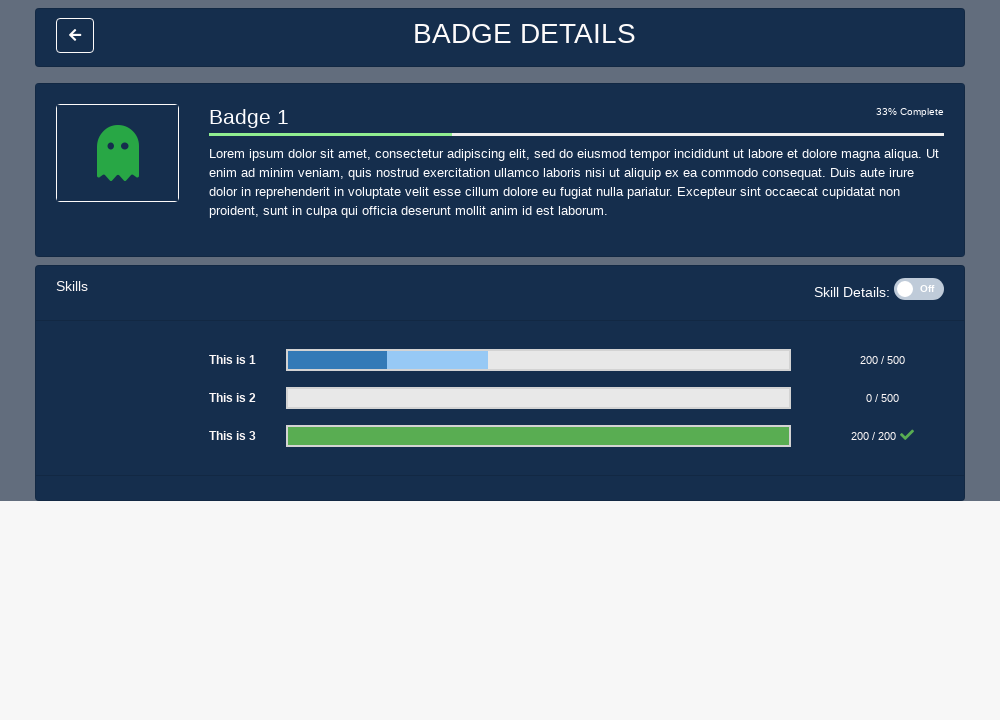 BADGE DETAILS
Badge 1
33% Complete
Lorem ipsum dolor sit amet, consectetur adipiscing elit, sed do eiusmod tempor incididunt ut labore et dolore magna aliqua. Ut
enim ad minim veniam, quis nostrud exercitation ullamco laboris nisi ut aliquip ex ea commodo consequat. Duis aute irure
dolor in reprehenderit in voluptate velit esse cillum dolore eu fugiat nulla pariatur. Excepteur sint occaecat cupidatat non
proident, sunt in culpa qui officia deserunt mollit anim id est laborum.
Skills
Skill Details: Off
This is 1 200 / 500
This is 2 0 / 500
This is 3 200 / 200